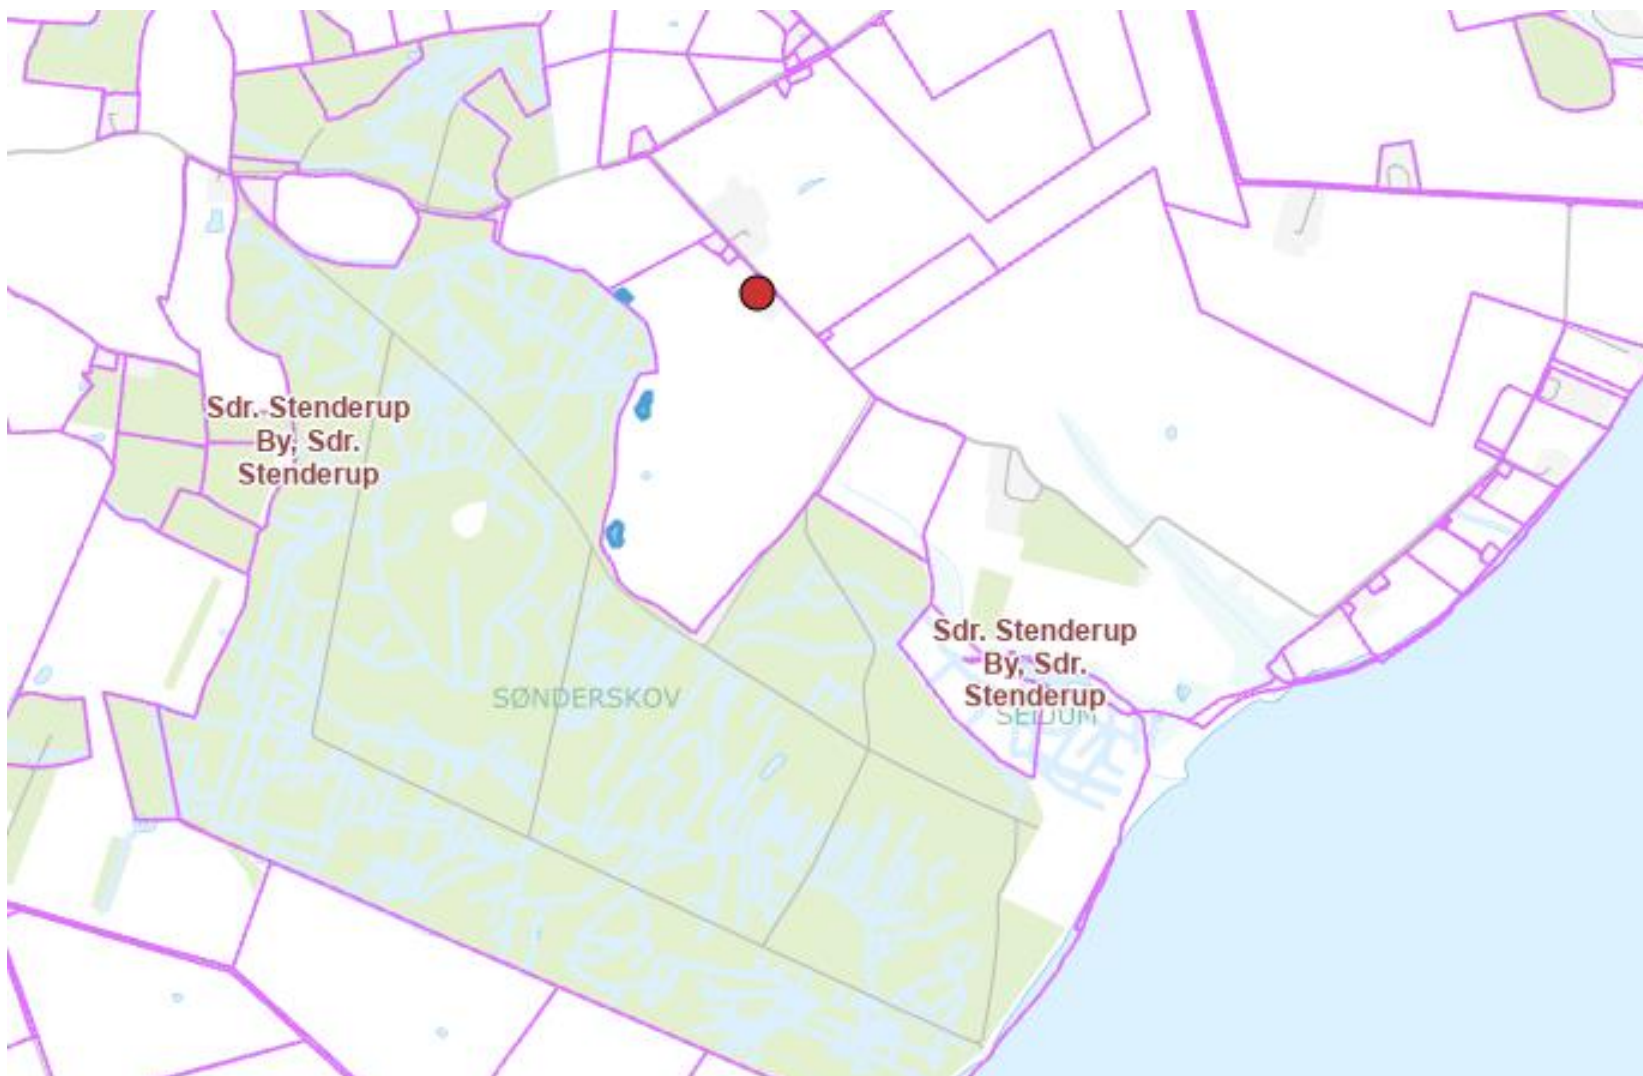 Sdr. Stenderup
By, Sdr.
Stenderup
Sdr. Stenderup
By, Sdr.
Stenderup
SØNDERSKOV